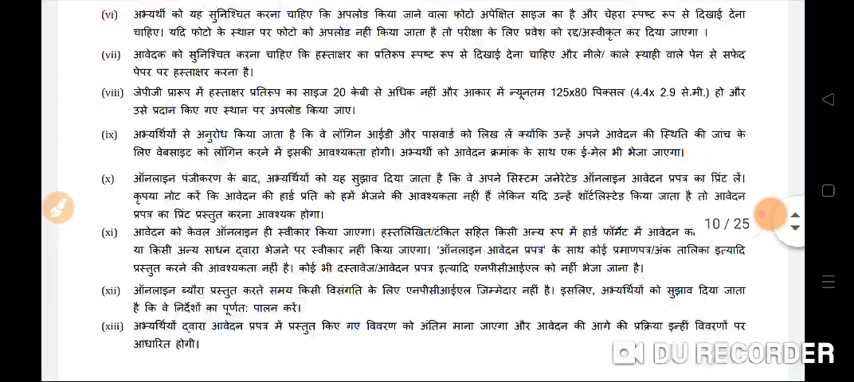 (vi) अभ्यर्थी को यह सुनिश्चित करना चाहिए कि अपलोड किया जाने वाला फोटो अपेक्षित साइज का है और चेहरा स्पष्ट रूप से दिखाई देना
चाहिए। यदि फोटो के स्थान पर फोटो को अपलोड नहीं किया जाता है तो परीक्षा के लिए प्रवेश को रद्द/अस्वीकृत कर दिया जाएगा ।
(vii) आवेदक को सुनिश्चित करना चाहिए कि हस्ताक्षर का प्रतिरूप स्पष्ट रूप से दिखाई देना चाहिए और नीले/ काले स्याही वाले पेन से सफेद
पेपर पर हस्ताक्षर करना है।
(viii) जेपीजी प्रारूप में हस्ताक्षर प्रतिरूप का साइज 20 केबी से अधिक नहीं और आकार में न्यूनतम 125x80 पिक्सल (4.4x 2.9 से.मी.) हो और
उसे प्रदान किए गए स्थान पर अपलोड किया जाए।
(ix) अभ्यर्थियों से अनुरोध किया जाता है कि वे लॉगिन आईडी और पासवार्ड को लिख लें क्योंकि उन्हें अपने आवेदन की स्थिति की जांच के
लिए वेबसाइट को लॉगिन करने में इसकी आवश्यकता होगी। अभ्यर्थी को आवेदन क्रमांक के साथ एक ई-मेल भी भेजा जाएगा।
(x) ऑनलाइन पंजीकरण के बाद, अभ्यर्थियों को यह सुझाव दिया जाता है कि वे अपने सिस्टम जनेरेटेड ऑनलाइन आवेदन प्रपत्र का प्रिंट लें।
कृपया नोट करें कि आवेदन की हार्ड प्रति को हमें भेजने की आवश्यकता नहीं हैं लेकिन यदि उन्हें शॉर्टलिस्टेड किया जाता है तो आवेदन
प्रपत्र का प्रिंट प्रस्तुत करना आवश्यक होगा।
10 / 25
(xi) आवेदन को केवल ऑनलाइन ही स्वीकार किया जाएगा। हस्तलिखित/टंकित सहित किसी अन्य रूप में हार्ड फॉर्मेट में आवेदन
या किसी अन्य साधन द्वारा भेजने पर स्वीकार नहीं किया जाएगा। 'ऑनलाइन आवेदन प्रपत्र' के साथ कोई प्रमाणपत्र/अंक तालिका इत्यादि
प्रस्तुत करने की आवश्यकता नहीं है। कोई भी दस्तावेज/आवेदन प्रपत्र इत्यादि एनपीसीआईएल को नहीं भेजा जाना है।
(xii) ऑनलाइन ब्यौरा प्रस्तुत करते समय किसी विसंगति के लिए एनपीसीआईएल जिम्मेदार नहीं है। इसलिए, अभ्यर्थियों को सुझाव दिया जाता
है कि वे निर्देशों का पूर्णत: पालन करें।
(xiii) अभ्यर्थियों द्वारा आवेदन प्रपत्र में प्रस्तुत किए गए विवरण को अंतिम माना जाएगा और आवेदन की आगे की प्रक्रिया इन्हीं विवरणों पर
आधारित होगी।
DU RECORDER